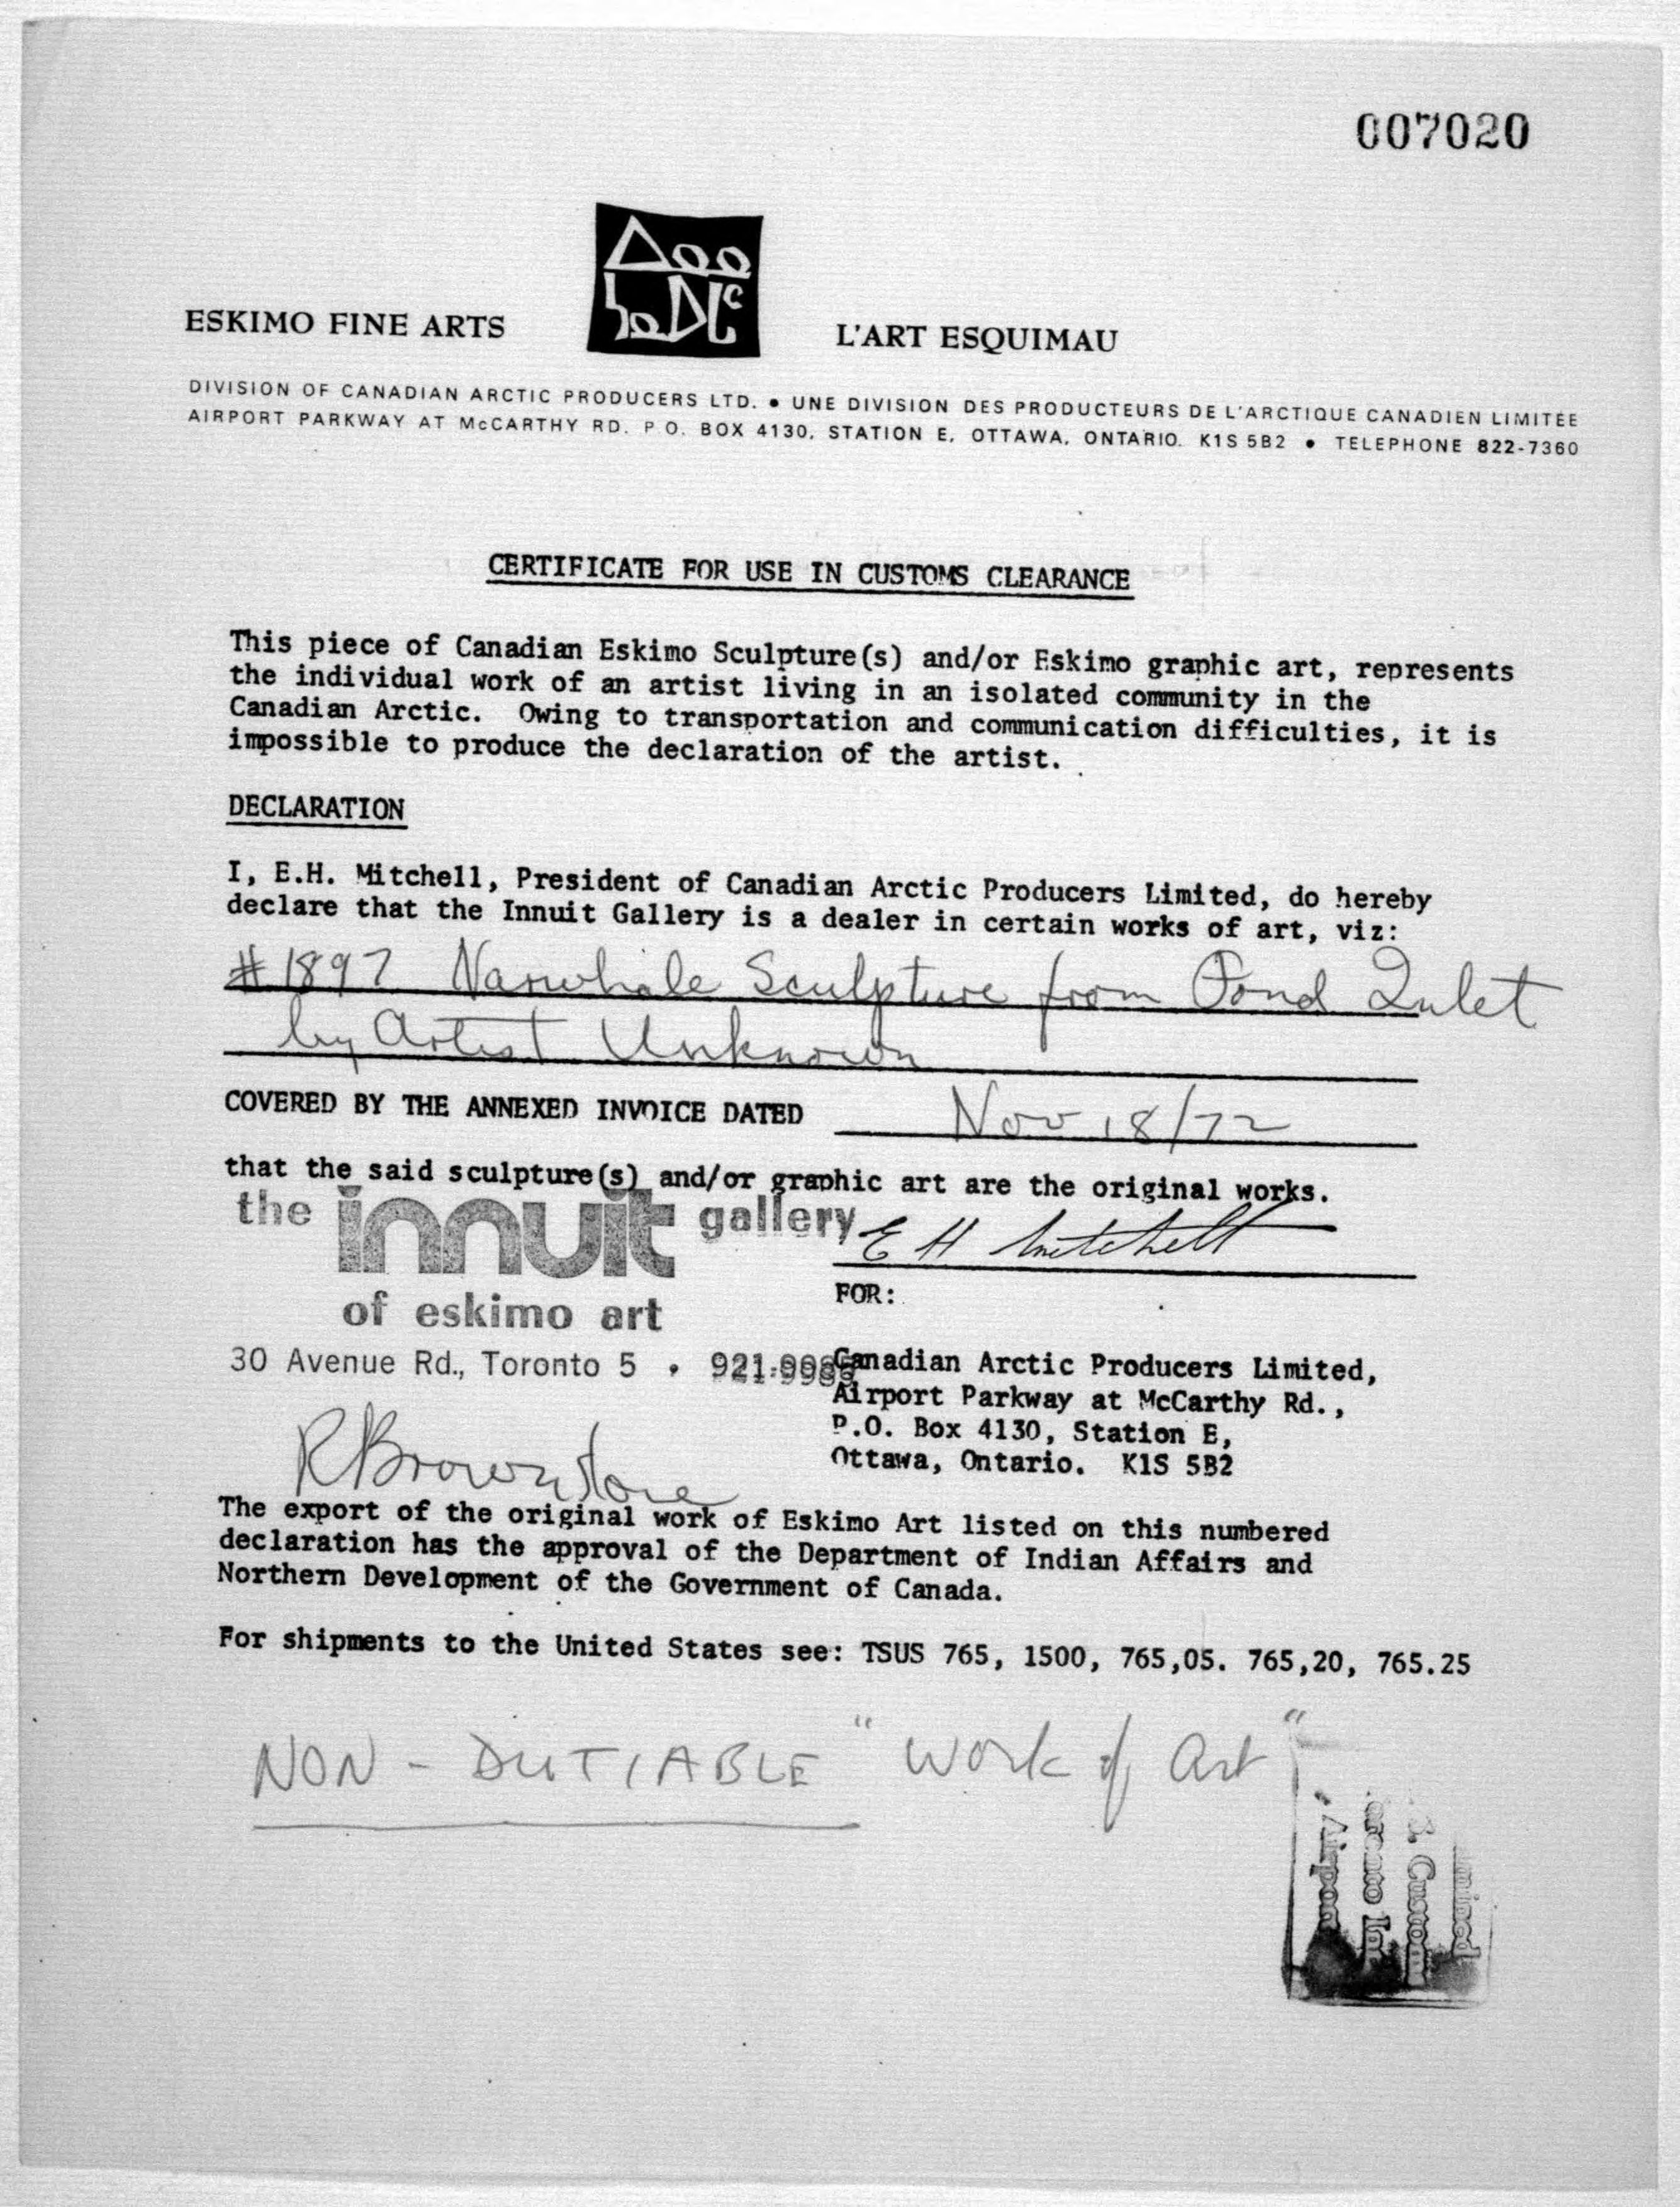 007020
ᐃᓄᓄ
ESKIMO FINE ARTS
L'ART ESQUIMAU
DIVISION OF CANADIAN ARCTIC PRODUCERS LTD. • UNE DIVISION DES PRODUCTEURS DE L'ARCTIQUE CANADIEN LIMITÉE
AIRPORT PARKWAY AT McCARTHY RD. P.O. BOX 4130, STATION E, OTTAWA, ONTARIO. K1S 5B2 • TELEPHONE 822-7360
CERTIFICATE FOR USE IN CUSTOMS CLEARANCE
This piece of Canadian Eskimo Sculpture(s) and/or Eskimo graphic art, represents
the individual work of an artist living in an isolated community in the
Canadian Arctic. Owing to transportation and communication difficulties, it is
impossible to produce the declaration of the artist.
DECLARATION
I, E.H. Mitchell, President of Canadian Arctic Producers Limited, do hereby
declare that the Innuit Gallery is a dealer in certain works of art, viz:
#1897 Narwhale Sculpture from Pond Inlet
by Artist Unknown
COVERED BY THE ANNEXED INVOICE DATED Nov 18/72
that the said sculpture(s) and/or graphic art are the original works.
the innuit gallery
of eskimo art
30 Avenue Rd., Toronto 5 •
E H Mitchell
FOR:
Canadian Arctic Producers Limited,
Airport Parkway at McCarthy Rd.,
P.O. Box 4130, Station E,
Ottawa, Ontario. K1S 5B2
R Brownstone
The export of the original work of Eskimo Art listed on this numbered
declaration has the approval of the Department of Indian Affairs and
Northern Development of the Government of Canada.
For shipments to the United States see: TSUS 765, 1500, 765,05. 765,20, 765.25
NON - DUTIABLE "Work of Art"
Airport